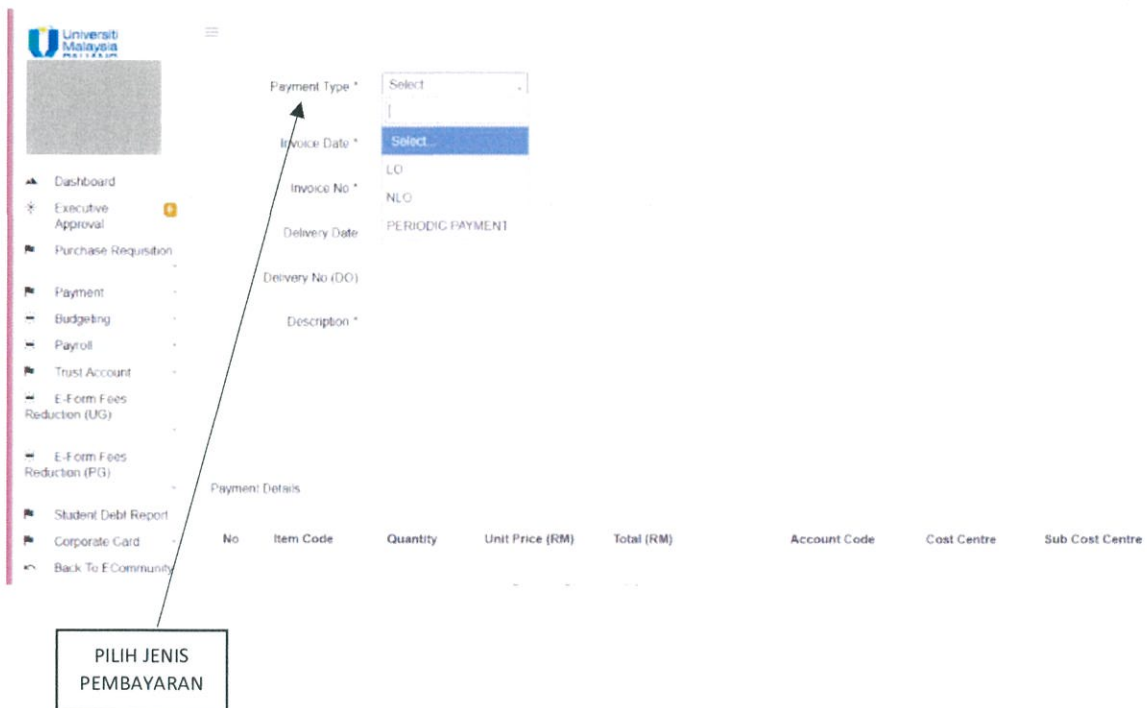 Universiti
Malaysia
PAHANG
Payment Type *
Select
Select...
Invoice Date *
LO
Invoice No *
NLO
Delivery Date
PERIODIC PAYMENT
Delivery No (DO)
Description *
Dashboard
Executive
Approval
Purchase Requisition
Payment
Budgeting
Payroll
Trust Account
E-Form Fees
Reduction (UG)
E-Form Fees
Reduction (PG)
Student Debt Report
Corporate Card
Back To ECommunity
Payment Details
No Item Code Quantity Unit Price (RM) Total (RM) Account Code Cost Centre Sub Cost Centre
PILIH JENIS
PEMBAYARAN